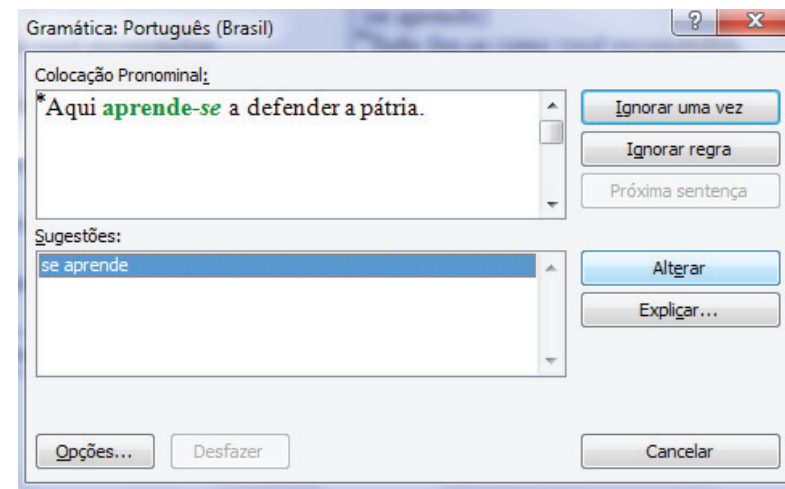 Gramática: Português (Brasil)
Colocação Pronominal:
*Aqui aprende-se a defender a pátria.
Ignorar uma vez
Ignorar regra
Próxima sentença
Sugestões:
se aprende
Alterar
Explicar...
Opções...
Desfazer
Cancelar